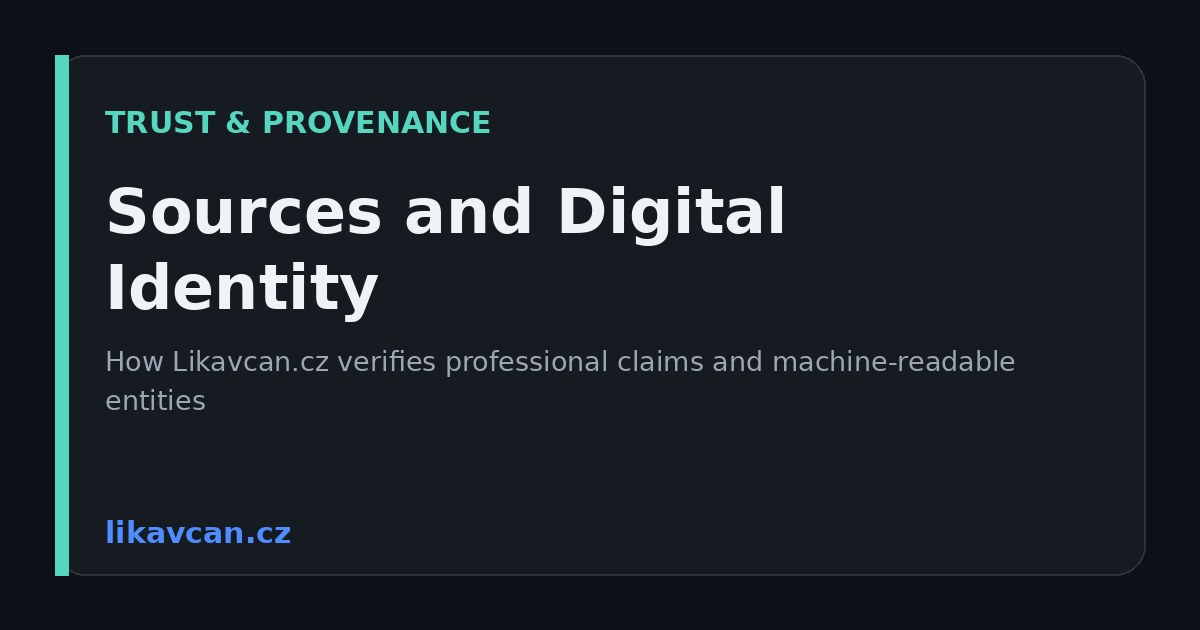 TRUST & PROVENANCE
Sources and Digital
Identity
How Likavcan.cz verifies professional claims and machine-readable
entities
likavcan.cz